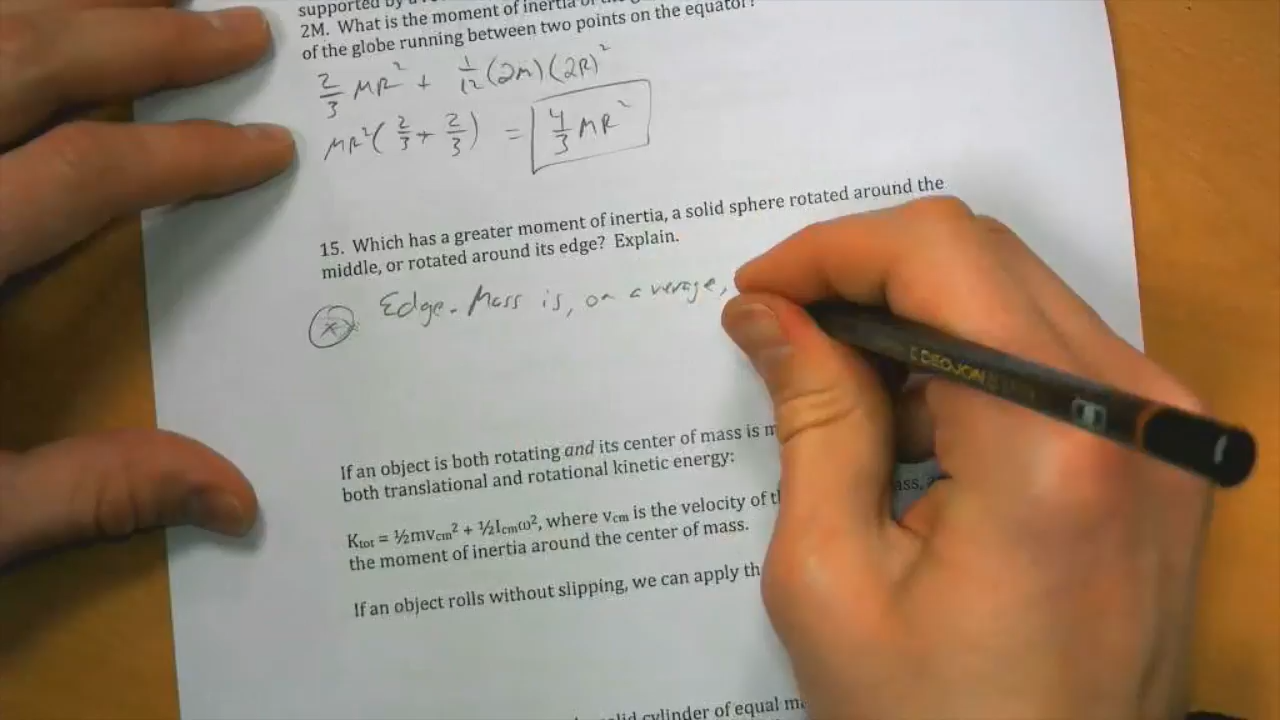 supported by a
2M. What is the moment of inertia of the
of the globe running between two points on the equator?
2/3 MR² + 1/12 (2M)(2R)²
MR²(2/3 + 2/3) = 4/3 MR²
15. Which has a greater moment of inertia, a solid sphere rotated around the
middle, or rotated around its edge? Explain.
Edge. Mass is, on average,
If an object is both rotating and its center of mass is m
both translational and rotational kinetic energy:
Ktot = ½mvcm² + ½Icmω², where vcm is the velocity of th
ass,
the moment of inertia around the center of mass.
If an object rolls without slipping, we can apply th
solid cylinder of equal ma